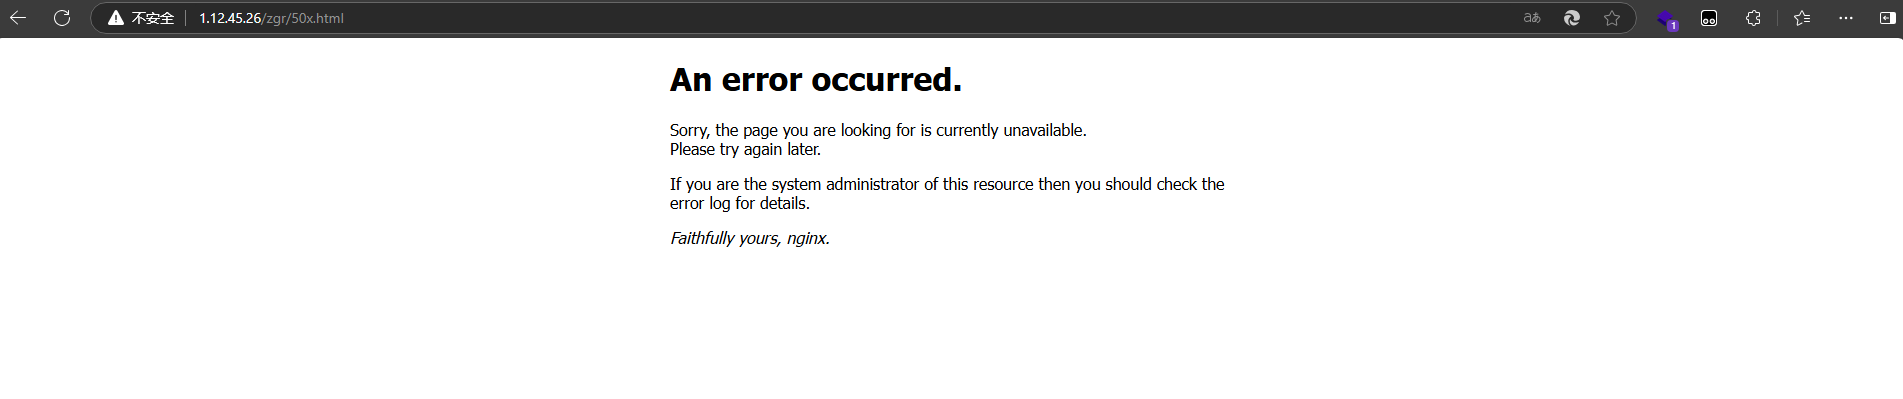 不安全 1.12.45.26/zgr/50x.html aあ 1
An error occurred.
Sorry, the page you are looking for is currently unavailable.
Please try again later.
If you are the system administrator of this resource then you should check the
error log for details.
Faithfully yours, nginx.